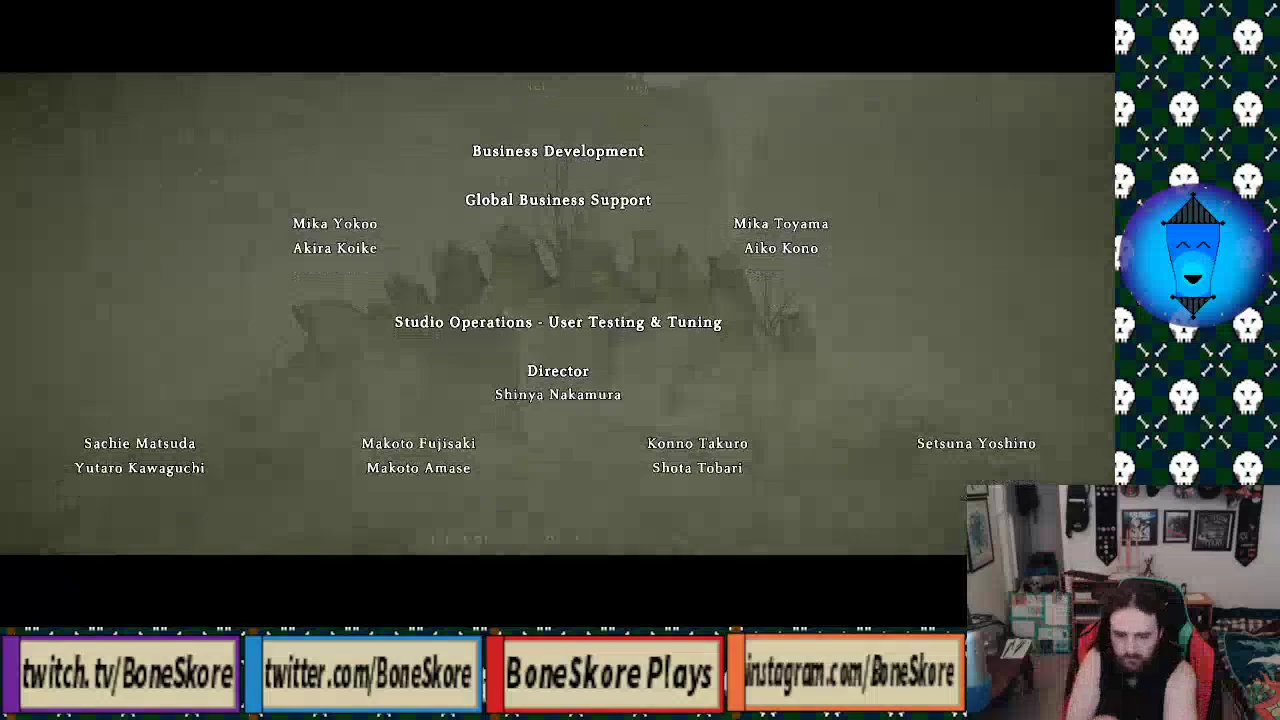 Business Development
Global Business Support
Mika Yokoo
Mika Toyama
Akira Koike
Aiko Kono
Studio Operations - User Testing & Tuning
Director
Shinya Nakamura
Sachie Matsuda
Makoto Fujisaki
Konno Takuro
Setsuna Yoshino
Yutaro Kawaguchi
Makoto Amase
Shota Tobari
twitch.tv/BoneSkore
twitter.com/BoneSkore
BoneSkore Plays
instagram.com/BoneSkore